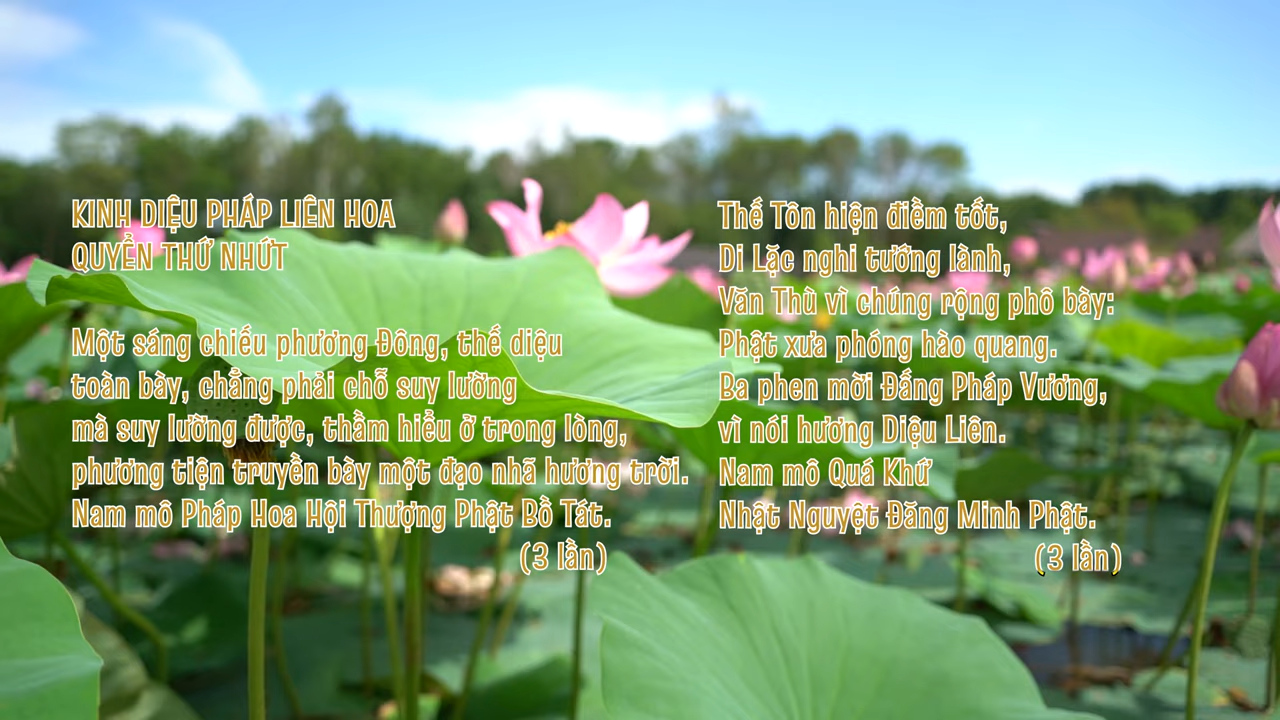 KINH DIỆU PHÁP LIÊN HOA
QUYỂN THỨ NHỨT
Một sáng chiếu phương Đông, thế diệu
toàn bày, chẳng phải chỗ suy lường
mà suy lường được, thầm hiểu ở trong lòng,
phương tiện truyền bày một đạo nhã hương trời.
Nam mô Pháp Hoa Hội Thượng Phật Bồ Tát.
(3 lần)
Thế Tôn hiện điềm tốt,
Di Lặc nghi tướng lành,
Văn Thù vì chúng rộng phô bày:
Phật xưa phóng hào quang.
Ba phen mời Đấng Pháp Vương,
vì nói hương Diệu Liên.
Nam mô Quá Khứ
Nhật Nguyệt Đăng Minh Phật.
(3 lần)